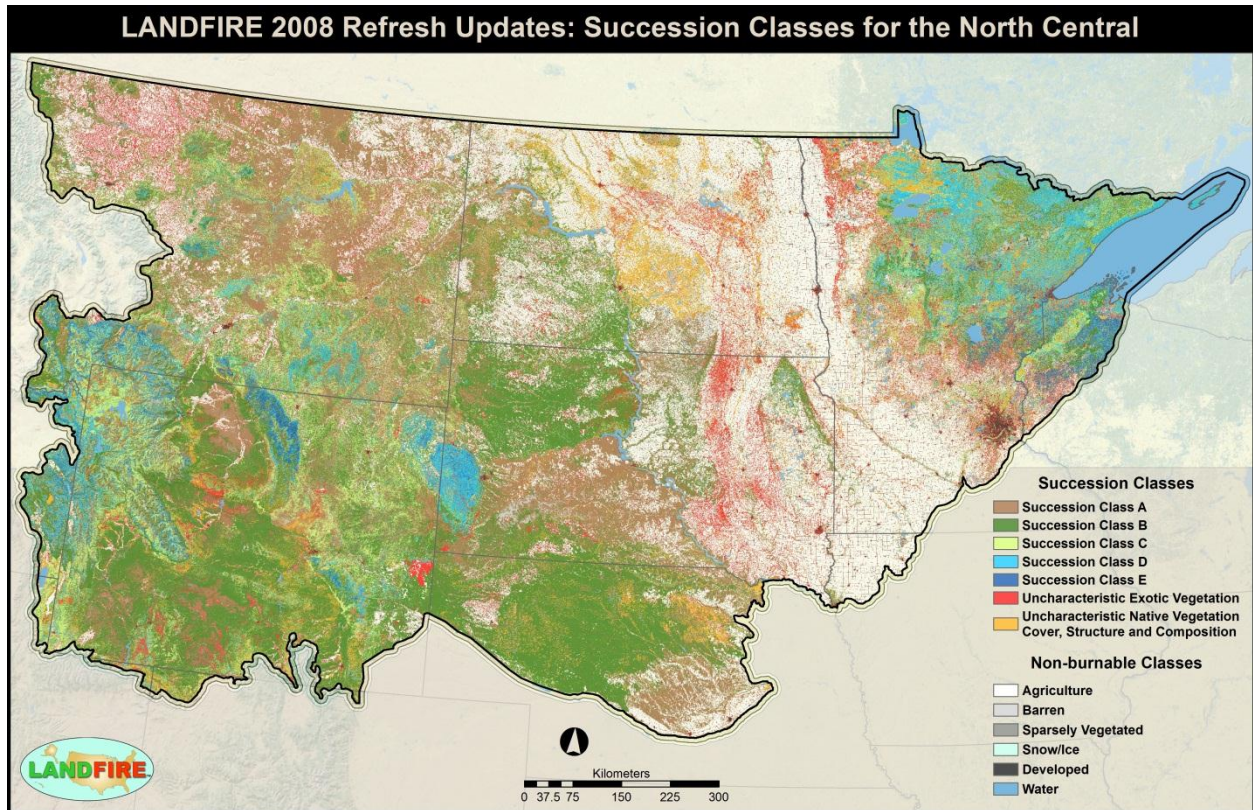 LANDFIRE 2008 Refresh Updates: Succession Classes for the North Central
Succession Classes
Succession Class A
Succession Class B
Succession Class C
Succession Class D
Succession Class E
Uncharacteristic Exotic Vegetation
Uncharacteristic Native Vegetation
Cover, Structure and Composition
Non-burnable Classes
Agriculture
Barren
Sparsely Vegetated
Snow/Ice
Developed
Water
LANDFIRE
Kilometers
0 37.5 75 150 225 300